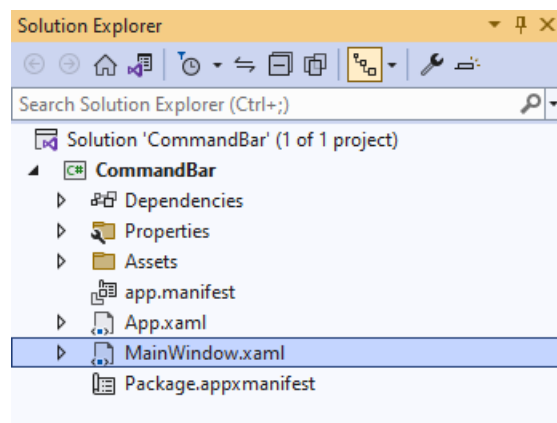 Solution Explorer
Search Solution Explorer (Ctrl+;)
Solution 'CommandBar' (1 of 1 project)
C# CommandBar
Dependencies
Properties
Assets
app.manifest
App.xaml
MainWindow.xaml
Package.appxmanifest